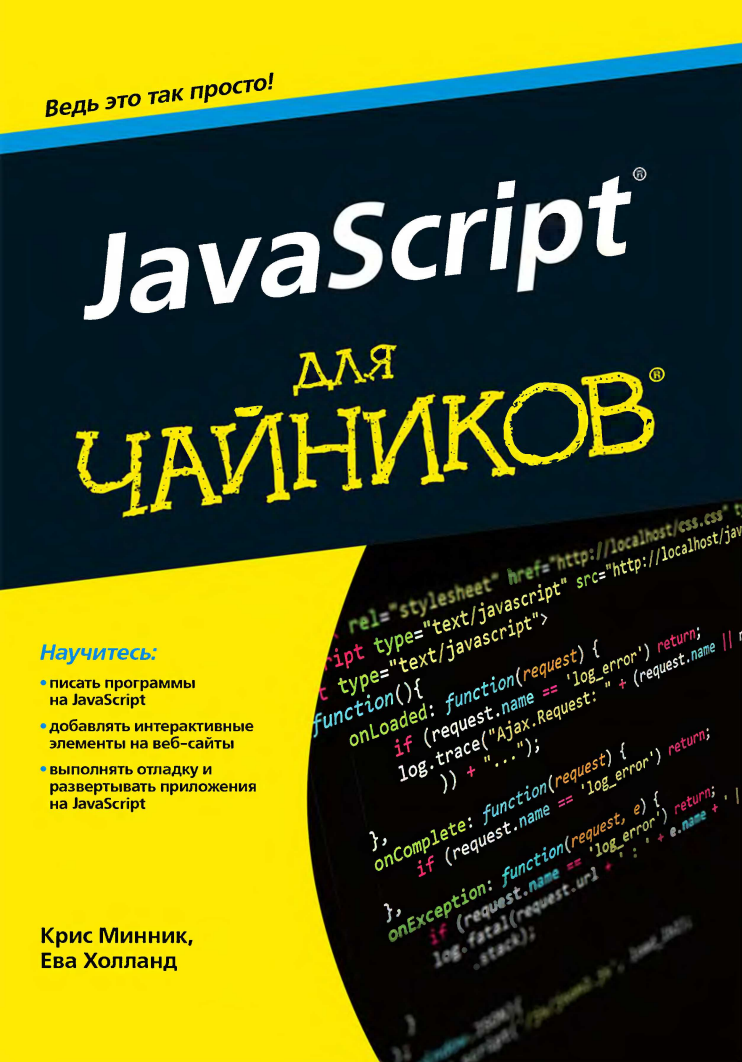 Ведь это так просто!
JavaScript®
для
ЧАЙНИКОВ®
rel="stylesheet" href="http://localhost/css.css"
ript type="text/javascript" src="http://localhost/jav
t type="text/javascript">
function(){
onLoaded: function(request) {
if (request.name == 'log_error') return;
log.trace("Ajax.Request: " + (request.name ||
)) + "...");
},
onComplete: function(request) {
if (request.name == 'log_error') return;
},
onException: function(request, e) {
if (request.name == 'log_error') return;
log.fatal(request.url + ' : ' + e.name + ' |
.stack);
}
Научитесь:
•писать программы
на JavaScript
•добавлять интерактивные
элементы на веб-сайты
•выполнять отладку и
развертывать приложения
на JavaScript
Крис Минник,
Ева Холланд